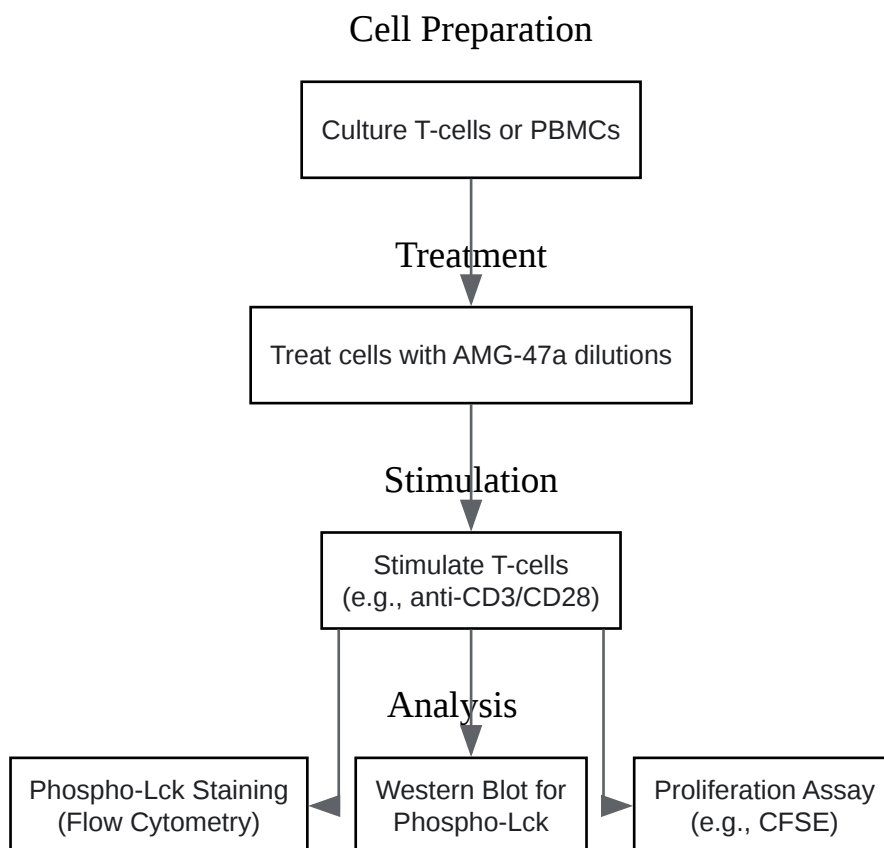 Cell Preparation
Culture T-cells or PBMCs
Treatment
Treat cells with AMG-47a dilutions
Stimulation
Stimulate T-cells
(e.g., anti-CD3/CD28)
Analysis
Phospho-Lck Staining
(Flow Cytometry)
Western Blot for
Phospho-Lck
Proliferation Assay
(e.g., CFSE)